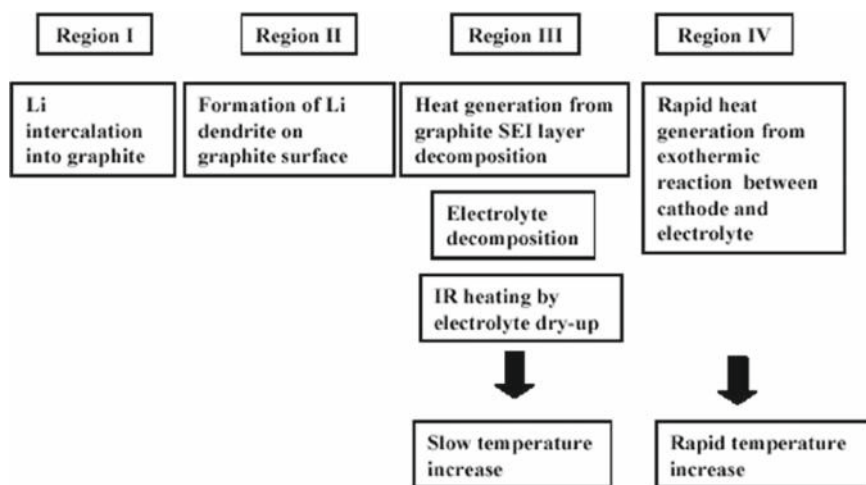 Region I
Region II
Region III
Region IV
Li
intercalation
into graphite
Formation of Li
dendrite on
graphite surface
Heat generation from
graphite SEI layer
decomposition
Rapid heat
generation from
exothermic
reaction between
cathode and
electrolyte
Electrolyte
decomposition
IR heating by
electrolyte dry-up
Slow temperature
increase
Rapid temperature
increase